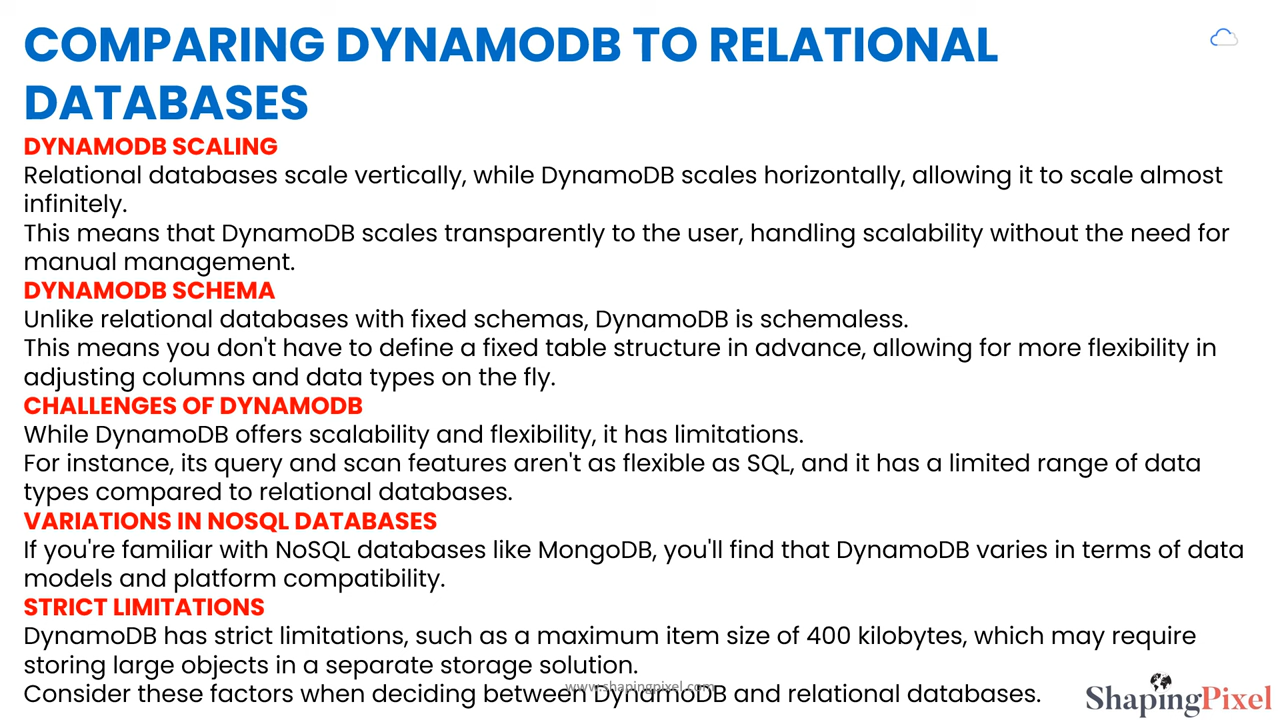 COMPARING DYNAMODB TO RELATIONAL
DATABASES
DYNAMODB SCALING
Relational databases scale vertically, while DynamoDB scales horizontally, allowing it to scale almost
infinitely.
This means that DynamoDB scales transparently to the user, handling scalability without the need for
manual management.
DYNAMODB SCHEMA
Unlike relational databases with fixed schemas, DynamoDB is schemaless.
This means you don't have to define a fixed table structure in advance, allowing for more flexibility in
adjusting columns and data types on the fly.
CHALLENGES OF DYNAMODB
While DynamoDB offers scalability and flexibility, it has limitations.
For instance, its query and scan features aren't as flexible as SQL, and it has a limited range of data
types compared to relational databases.
VARIATIONS IN NOSQL DATABASES
If you're familiar with NoSQL databases like MongoDB, you'll find that DynamoDB varies in terms of data
models and platform compatibility.
STRICT LIMITATIONS
DynamoDB has strict limitations, such as a maximum item size of 400 kilobytes, which may require
storing large objects in a separate storage solution.
Consider these factors when deciding between DynamoDB and relational databases.
www.shapingpixel.com
ShapingPixel